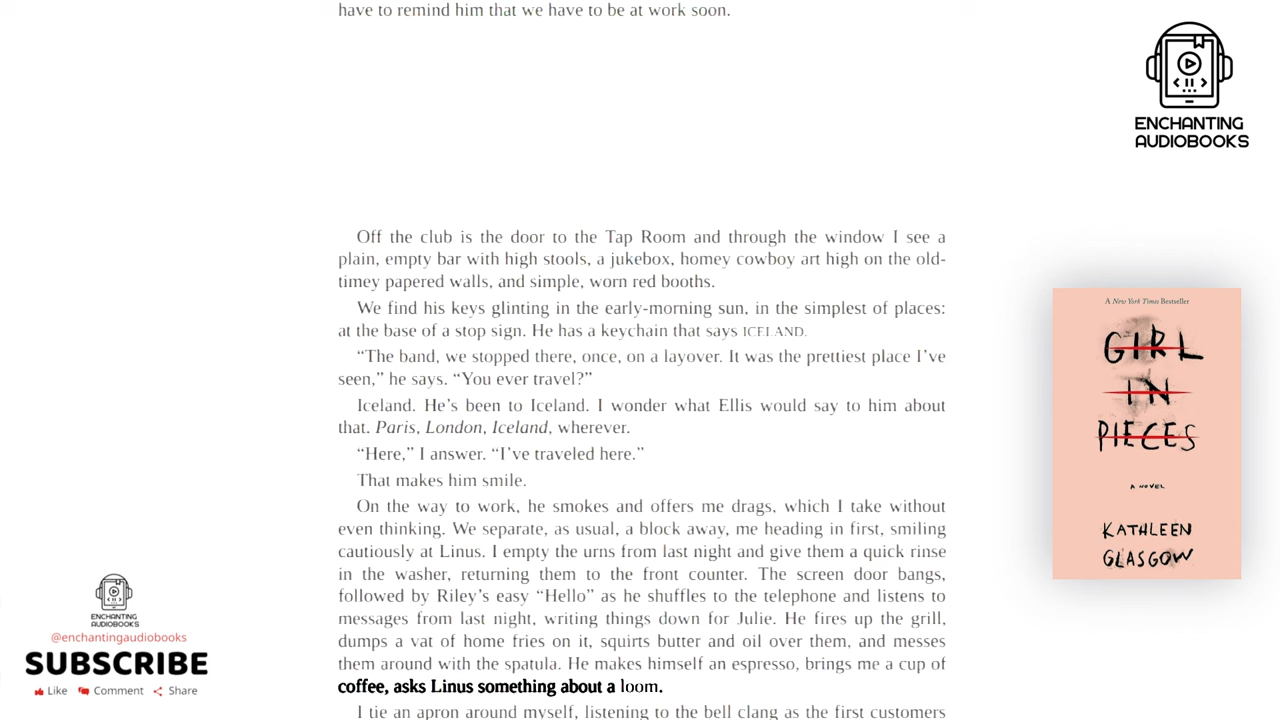 have to remind him that we have to be at work soon.
ENCHANTING
AUDIOBOOKS
Off the club is the door to the Tap Room and through the window I see a
plain, empty bar with high stools, a jukebox, homey cowboy art high on the old-
timey papered walls, and simple, worn red booths.
We find his keys glinting in the early-morning sun, in the simplest of places:
at the base of a stop sign. He has a keychain that says ICELAND.
“The band, we stopped there, once, on a layover. It was the prettiest place I’ve
seen,” he says. “You ever travel?”
Iceland. He’s been to Iceland. I wonder what Ellis would say to him about
that. Paris, London, Iceland, wherever.
“Here,” I answer. “I’ve traveled here.”
That makes him smile.
On the way to work, he smokes and offers me drags, which I take without
even thinking. We separate, as usual, a block away, me heading in first, smiling
cautiously at Linus. I empty the urns from last night and give them a quick rinse
in the washer, returning them to the front counter. The screen door bangs,
followed by Riley’s easy “Hello” as he shuffles to the telephone and listens to
messages from last night, writing things down for Julie. He fires up the grill,
dumps a vat of home fries on it, squirts butter and oil over them, and messes
them around with the spatula. He makes himself an espresso, brings me a cup of
coffee, asks Linus something about a loom.
I tie an apron around myself, listening to the bell clang as the first customers
A New York Times Bestseller
GIRL
IN
PIECES
A NOVEL
KATHLEEN
GLASGOW
ENCHANTING
AUDIOBOOKS
@enchantingaudiobooks
SUBSCRIBE
Like Comment Share